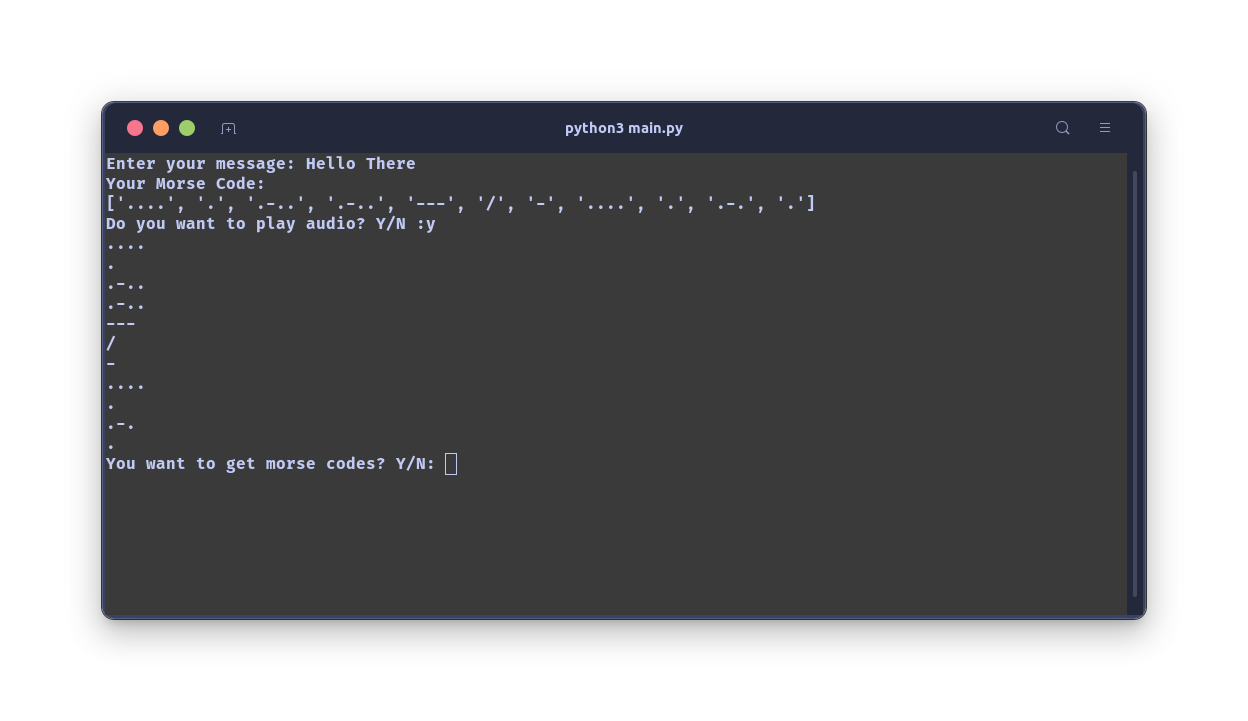 python3 main.py
Enter your message: Hello There
Your Morse Code:
['....', '.', '.-..', '.-..', '---', '/', '-', '....', '.', '.-.', '.']
Do you want to play audio? Y/N :y
....
.
.-..
.-..
---
/
-
....
.
.-.
.
You want to get morse codes? Y/N: